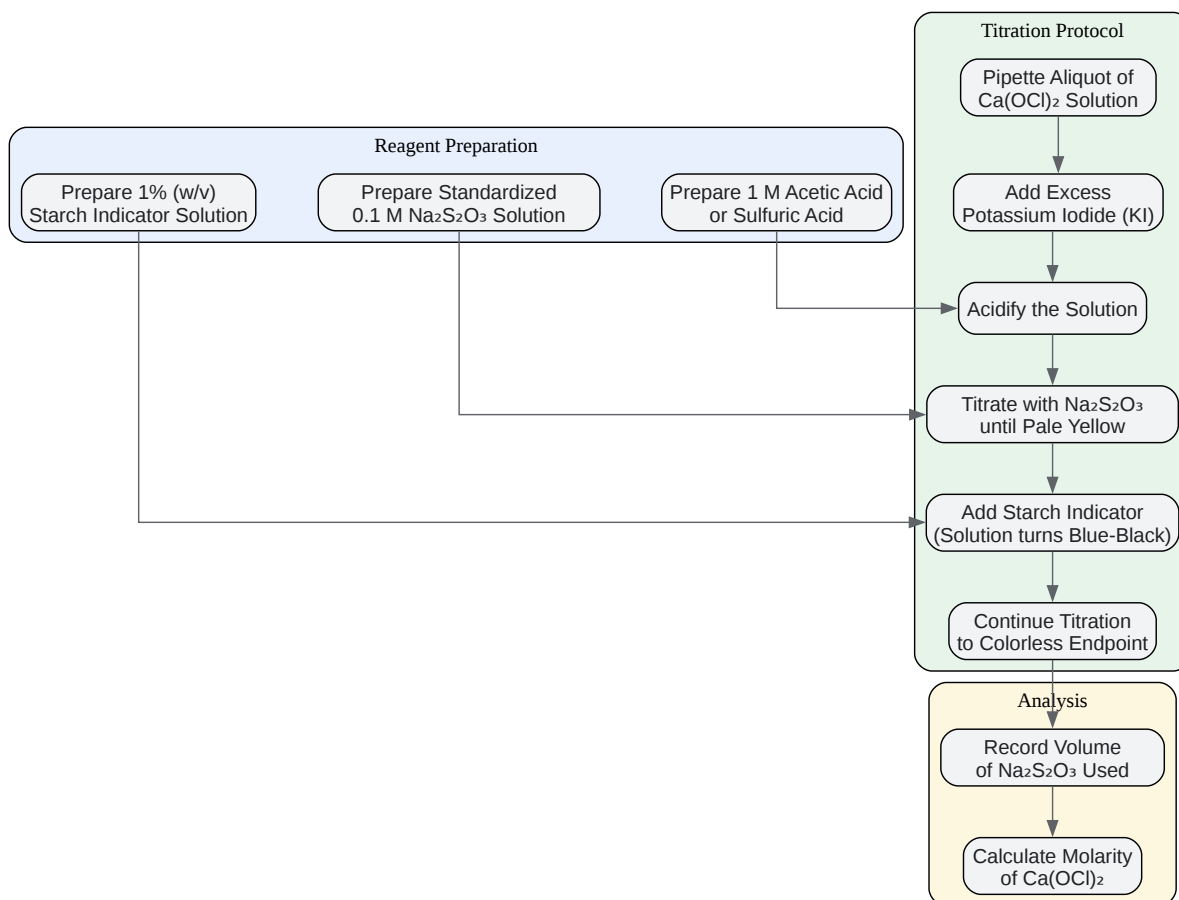 Titration Protocol
Pipette Aliquot of
Ca(OCl)₂ Solution
Reagent Preparation
Prepare 1% (w/v)
Starch Indicator Solution
Prepare Standardized
0.1 M Na₂S₂O₃ Solution
Prepare 1 M Acetic Acid
or Sulfuric Acid
Add Excess
Potassium Iodide (KI)
Acidify the Solution
Titrate with Na₂S₂O₃
until Pale Yellow
Add Starch Indicator
(Solution turns Blue-Black)
Continue Titration
to Colorless Endpoint
Analysis
Record Volume
of Na₂S₂O₃ Used
Calculate Molarity
of Ca(OCl)₂